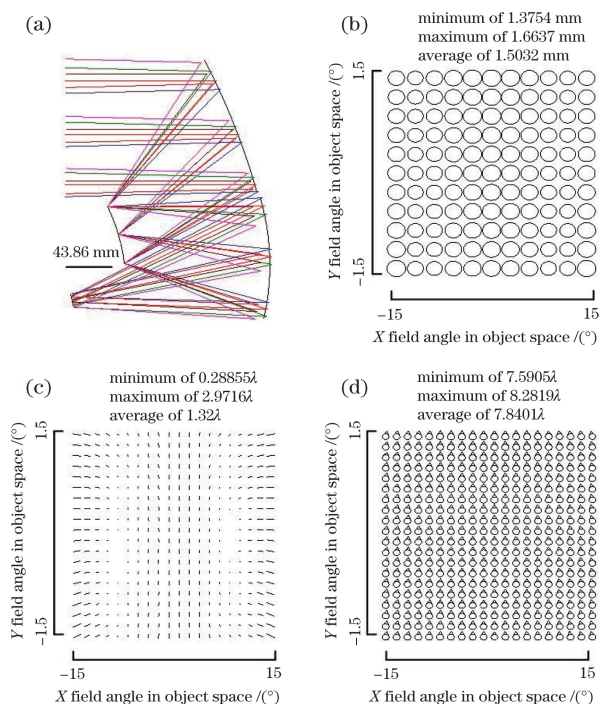 (a)
43.86 mm
(b)
minimum of 1.3754 mm
maximum of 1.6637 mm
average of 1.5032 mm
1.5
Y field angle in object space /(°)
−1.5
−15
15
X field angle in object space /(°)
(c)
minimum of 0.28855λ
maximum of 2.9716λ
average of 1.32λ
1.5
Y field angle in object space /(°)
−1.5
−15
15
X field angle in object space /(°)
(d)
minimum of 7.5905λ
maximum of 8.2819λ
average of 7.8401λ
1.5
Y field angle in object space /(°)
−1.5
−15
15
X field angle in object space /(°)